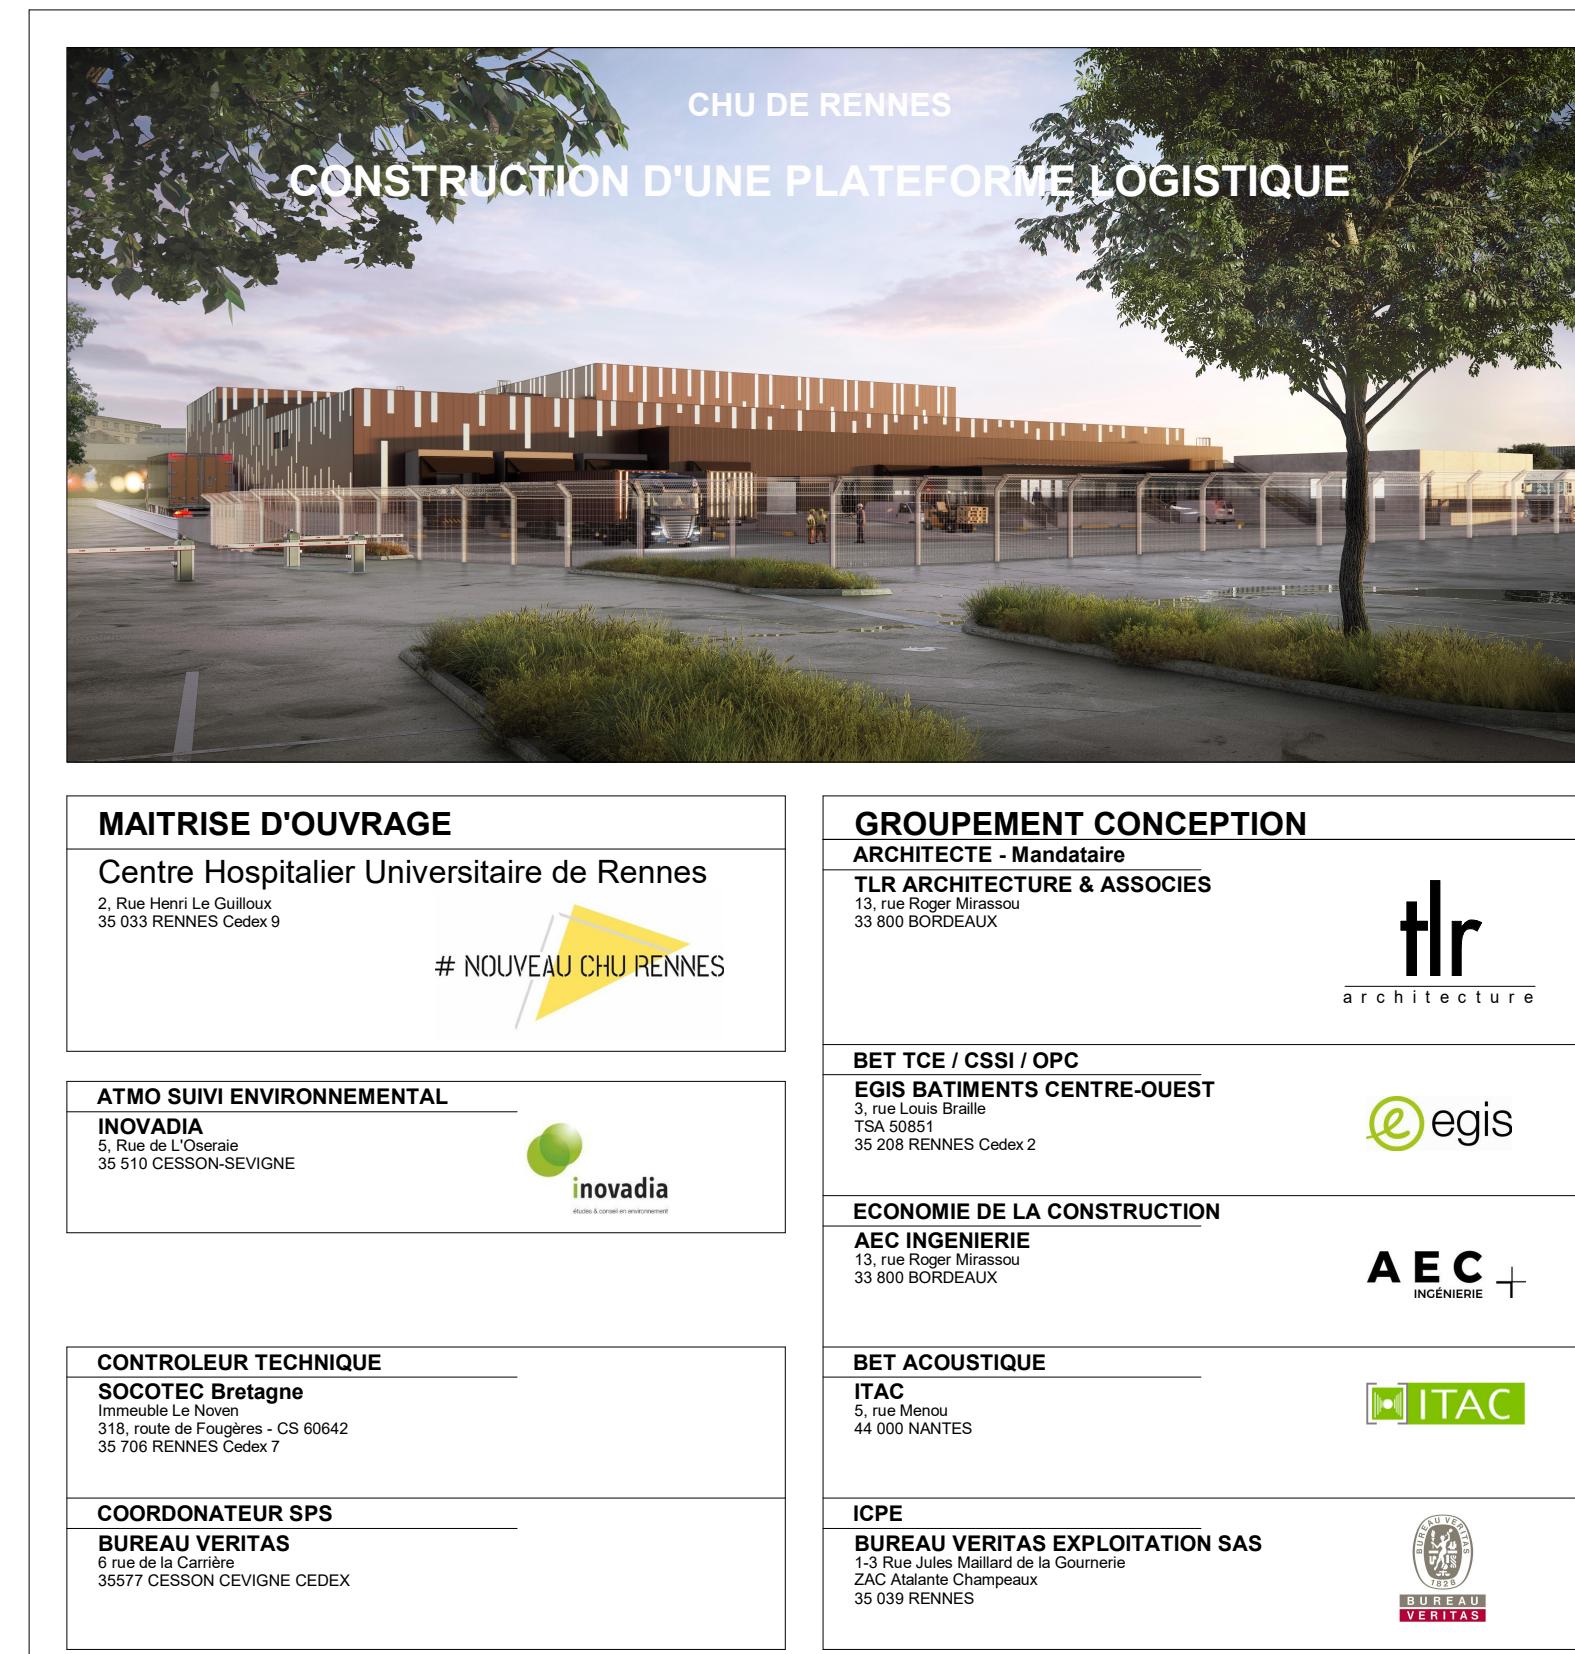 CHU DE RENNES
CONSTRUCTION D'UNE PLATEFORME LOGISTIQUE
MAITRISE D'OUVRAGE
Centre Hospitalier Universitaire de Rennes
2, Rue Henri Le Guilloux
35 033 RENNES Cedex 9
# NOUVEAU CHU RENNES
ATMO SUIVI ENVIRONNEMENTAL
INOVADIA
5, Rue de L'Oseraie
35 510 CESSON-SEVIGNE
inovadia
études & conseil en environnement
CONTROLEUR TECHNIQUE
SOCOTEC Bretagne
Immeuble Le Noven
318, route de Fougères - CS 60642
35 706 RENNES Cedex 7
COORDONATEUR SPS
BUREAU VERITAS
6 rue de la Carrière
35577 CESSON CEVIGNE CEDEX
GROUPEMENT CONCEPTION
ARCHITECTE - Mandataire
TLR ARCHITECTURE & ASSOCIES
13, rue Roger Mirassou
33 800 BORDEAUX
tlr
architecture
BET TCE / CSSI / OPC
EGIS BATIMENTS CENTRE-OUEST
3, rue Louis Braille
TSA 50851
35 208 RENNES Cedex 2
egis
ECONOMIE DE LA CONSTRUCTION
AEC INGENIERIE
13, rue Roger Mirassou
33 800 BORDEAUX
AEC
INGÉNIERIE
BET ACOUSTIQUE
ITAC
5, rue Menou
44 000 NANTES
ITAC
ICPE
BUREAU VERITAS EXPLOITATION SAS
1-3 Rue Jules Maillard de la Gournerie
ZAC Atalante Champeaux
35 039 RENNES
BUREAU VERITAS
1828
BUREAU
VERITAS